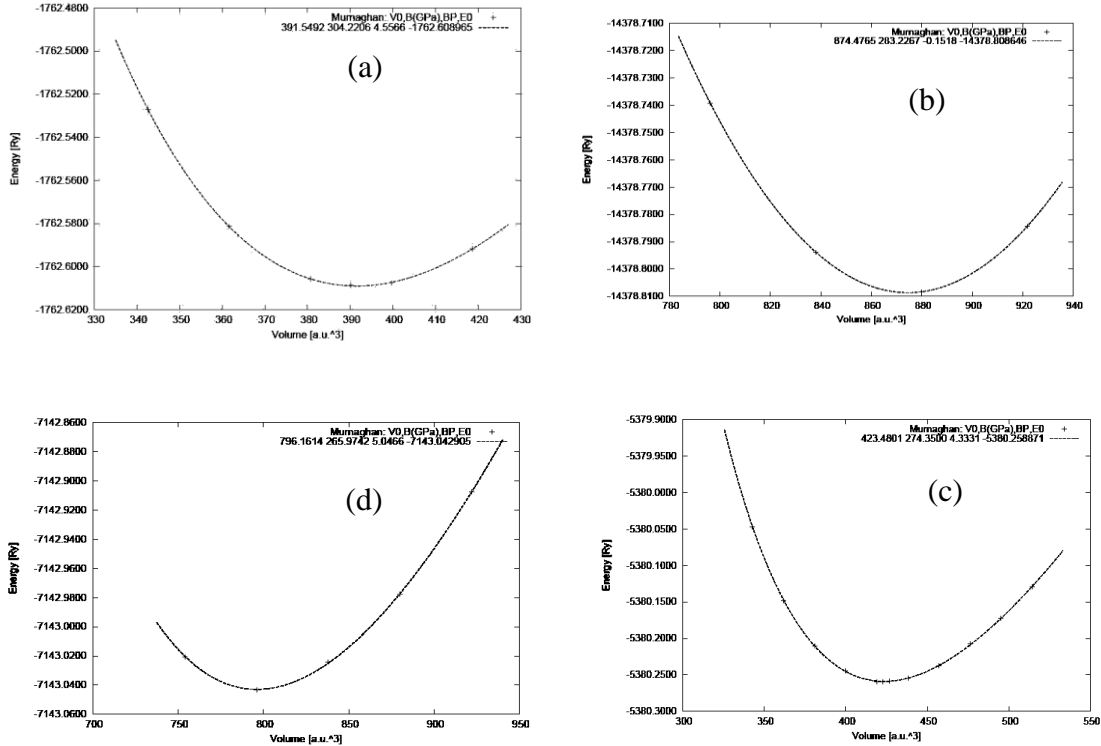 -1762.4800
-1762.5000
-1762.5200
-1762.5400
-1762.5600
-1762.5800
-1762.6000
-1762.6200
Energy [Ry]
Murnaghan: V0,B(GPa),BP,E0
391.5492 304.2206 4.5566 -1762.608965
(a)
330 340 350 360 370 380 390 400 410 420 430
Volume [a.u.^3]
-14378.7100
-14378.7200
-14378.7300
-14378.7400
-14378.7500
-14378.7600
-14378.7700
-14378.7800
-14378.7900
-14378.8000
-14378.8100
Energy [Ry]
Murnaghan: V0,B(GPa),BP,E0
874.4765 283.2267 -0.1518 -14378.808646
(b)
780 800 820 840 860 880 900 920 940
Volume [a.u.^3]
-7142.8600
-7142.8800
-7142.9000
-7142.9200
-7142.9400
-7142.9600
-7142.9800
-7143.0000
-7143.0200
-7143.0400
-7143.0600
Energy [Ry]
Murnaghan: V0,B(GPa),BP,E0
796.1614 265.9742 5.0466 -7143.042905
(d)
700 750 800 850 900 950
Volume [a.u.^3]
-5379.9000
-5379.9500
-5380.0000
-5380.0500
-5380.1000
-5380.1500
-5380.2000
-5380.2500
-5380.3000
Energy [Ry]
Murnaghan: V0,B(GPa),BP,E0
423.4801 274.3500 4.3331 -5380.258871
(c)
300 350 400 450 500 550
Volume [a.u.^3]